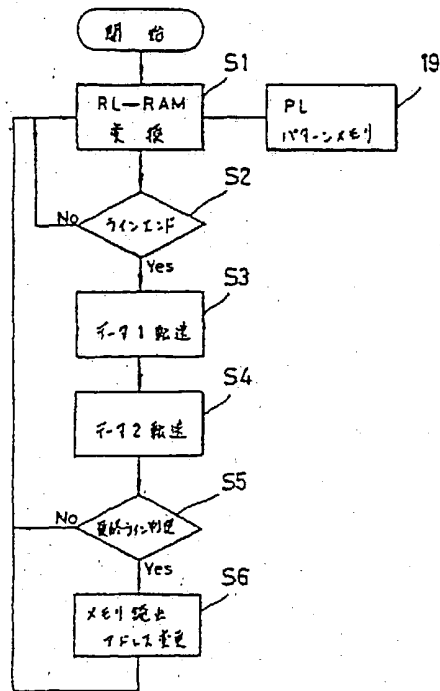 開始
S1
RL－RAM
変換
19
PL
パターンメモリ
S2
ラインエンド
No
Yes
S3
データ1転送
S4
データ2転送
S5
最終ライン判定
No
Yes
S6
メモリ読出
アドレス変更